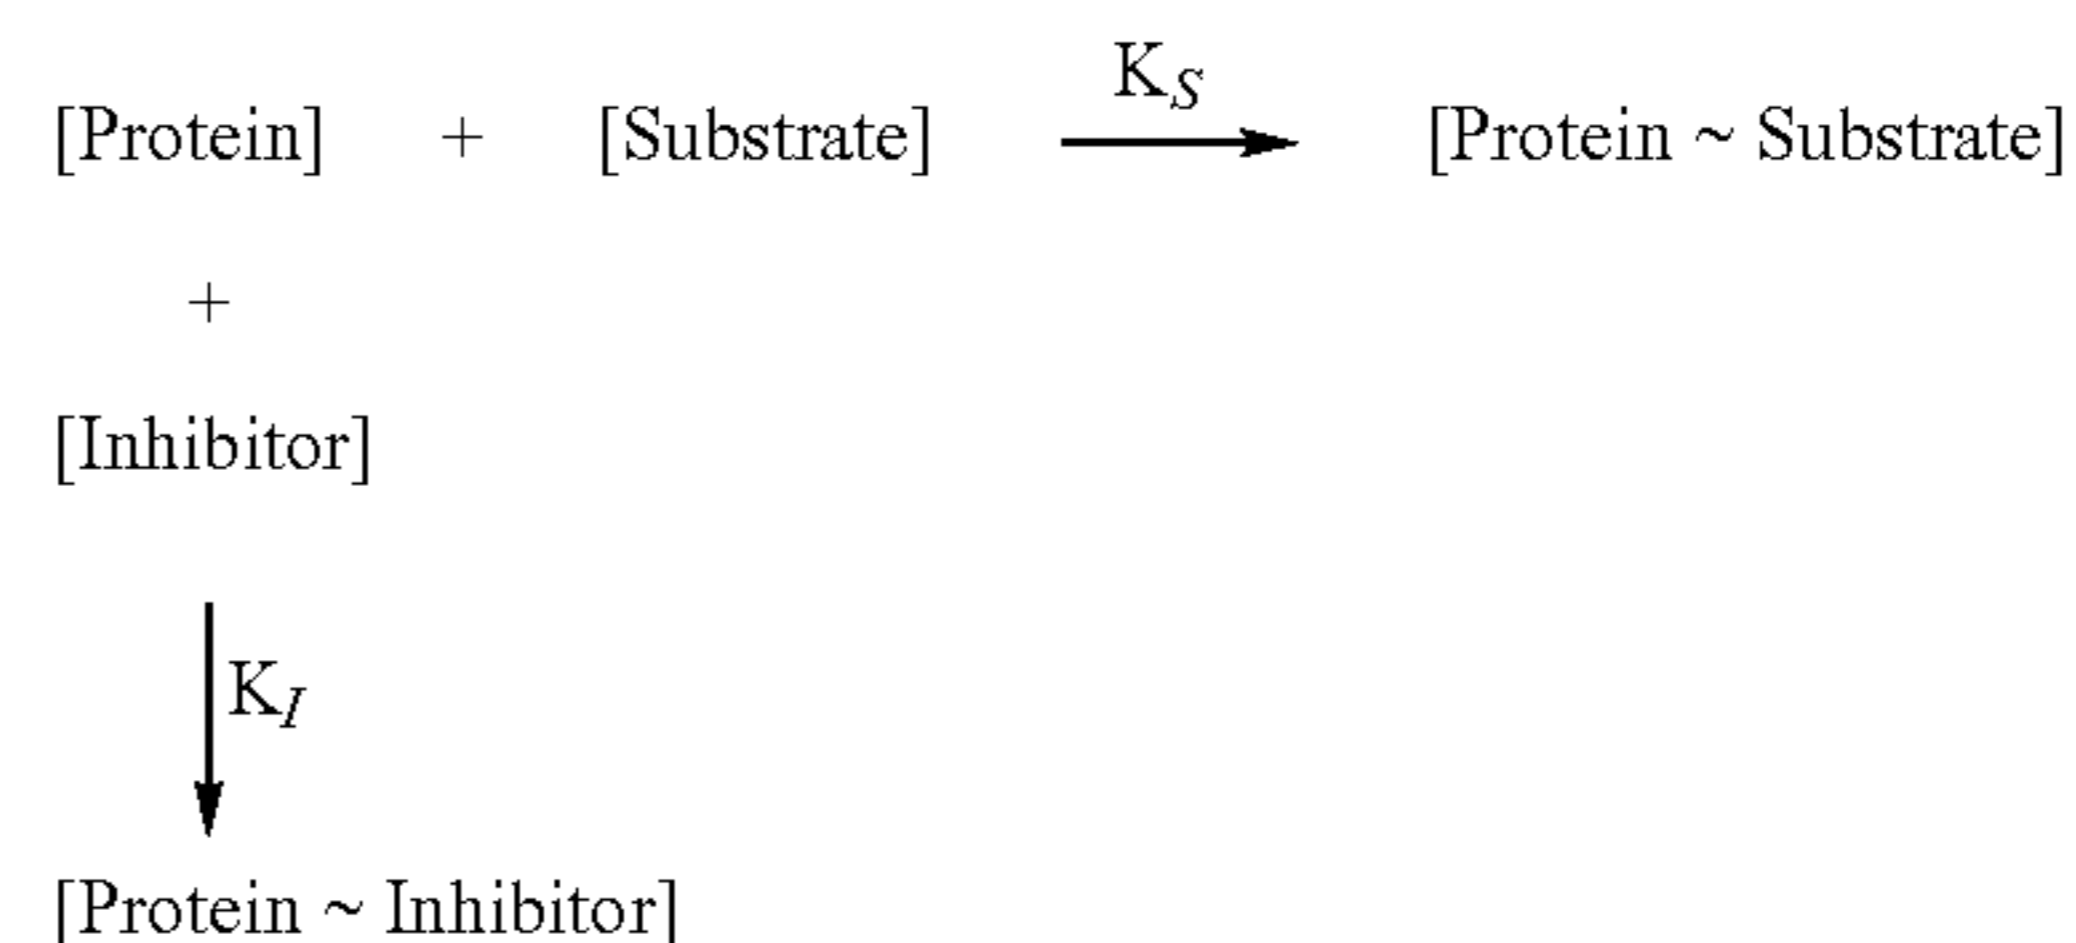 K_S
[Protein] + [Substrate] [Protein ~ Substrate]
+
[Inhibitor]
K_I
[Protein ~ Inhibitor]